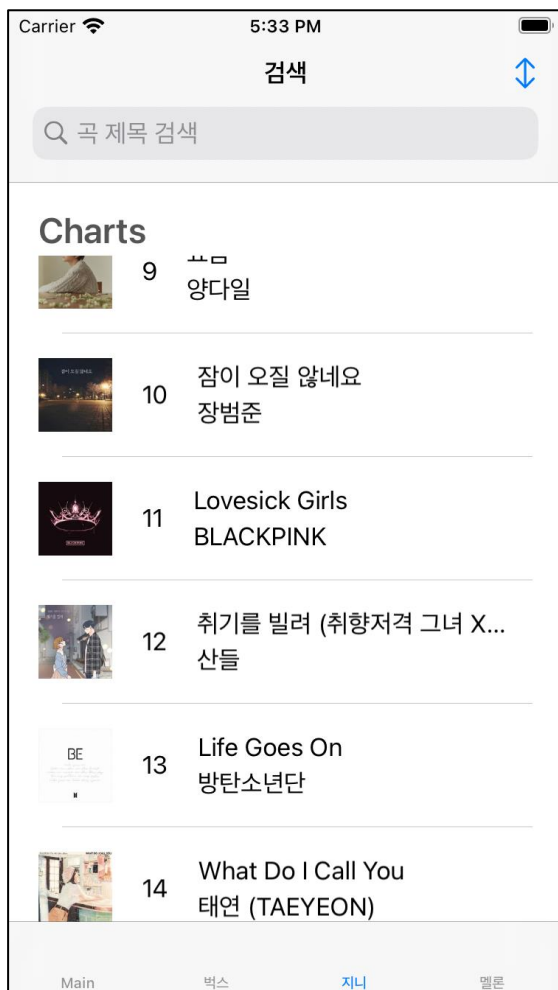 Carrier
5:33 PM
검색
곡 제목 검색
Charts
9
양다일
10
잠이 오질 않네요
장범준
11
Lovesick Girls
BLACKPINK
12
취기를 빌려 (취향저격 그녀 X...
산들
BE
13
Life Goes On
방탄소년단
14
What Do I Call You
태연 (TAEYEON)
Main
벅스
지니
멜론